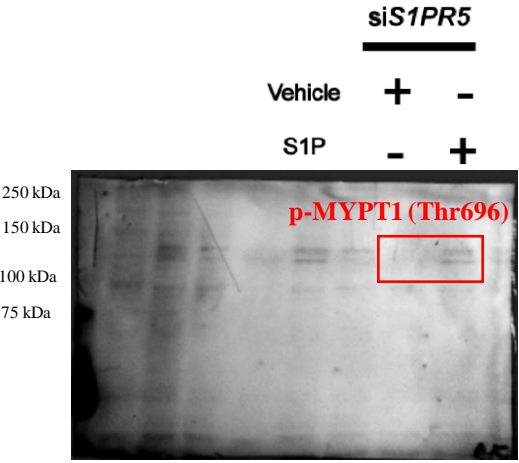 siS1PR5
Vehicle + -
S1P - +
250 kDa
p-MYPT1 (Thr696)
150 kDa
100 kDa
75 kDa